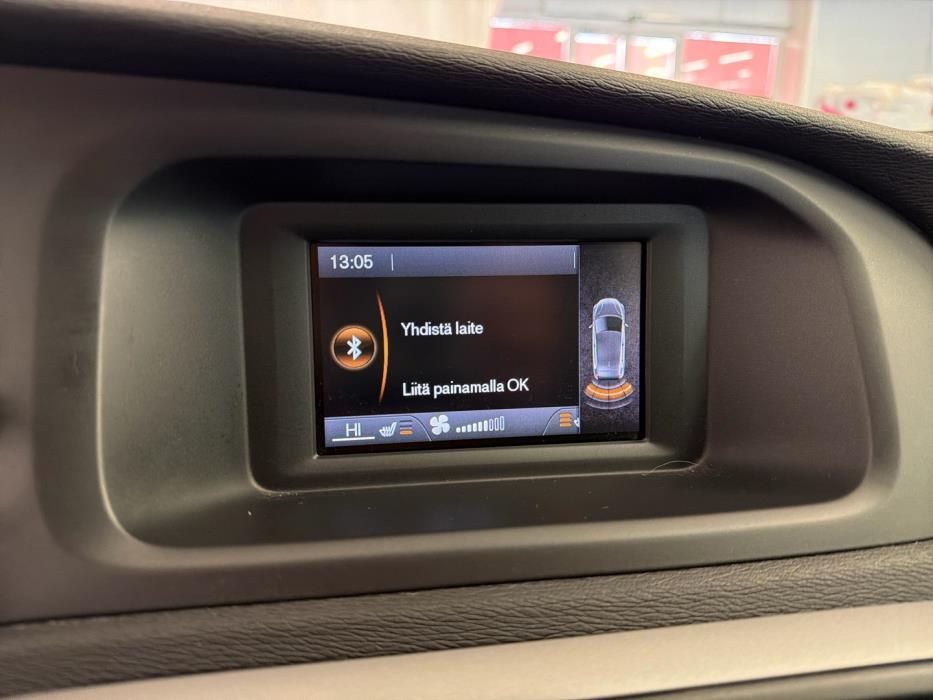 13:05
Yhdistä laite
Liitä painamalla OK
HI